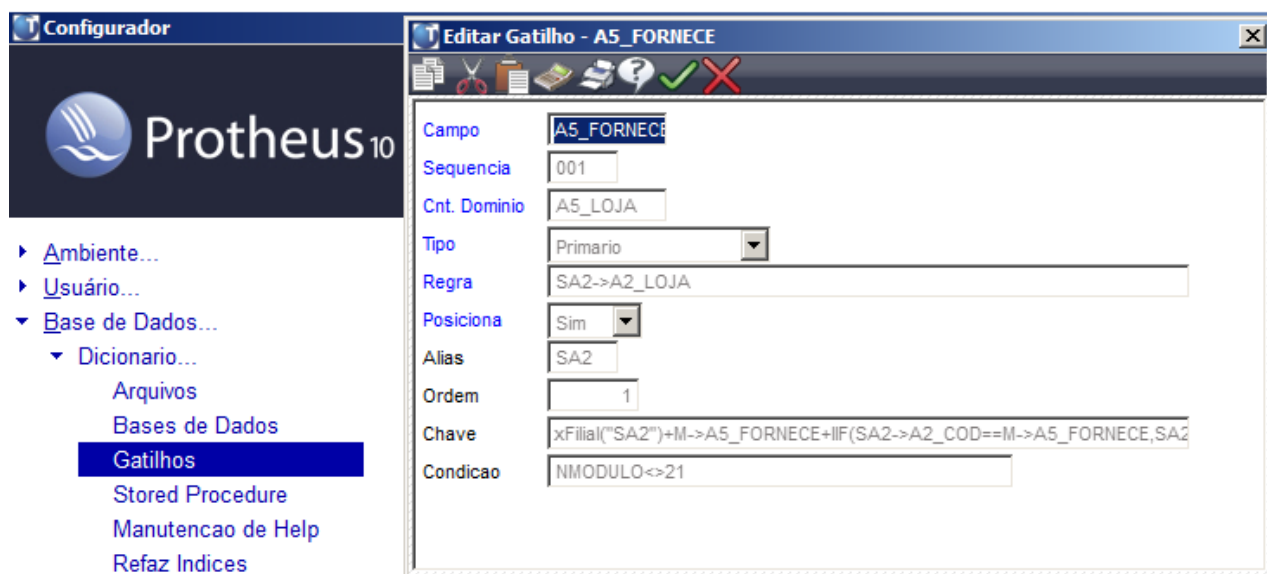 Configurador
Protheus 10
Ambiente...
Usuário...
Base de Dados...
Dicionario...
Arquivos
Bases de Dados
Gatilhos
Stored Procedure
Manutencao de Help
Refaz Indices
Editar Gatilho - A5_FORNECE
Campo A5_FORNECE
Sequencia 001
Cnt. Dominio A5_LOJA
Tipo Primario
Regra SA2->A2_LOJA
Posiciona Sim
Alias SA2
Ordem 1
Chave xFilial("SA2")+M->A5_FORNECE+IIF(SA2->A2_COD==M->A5_FORNECE,SA2
Condicao NMODULO<>21